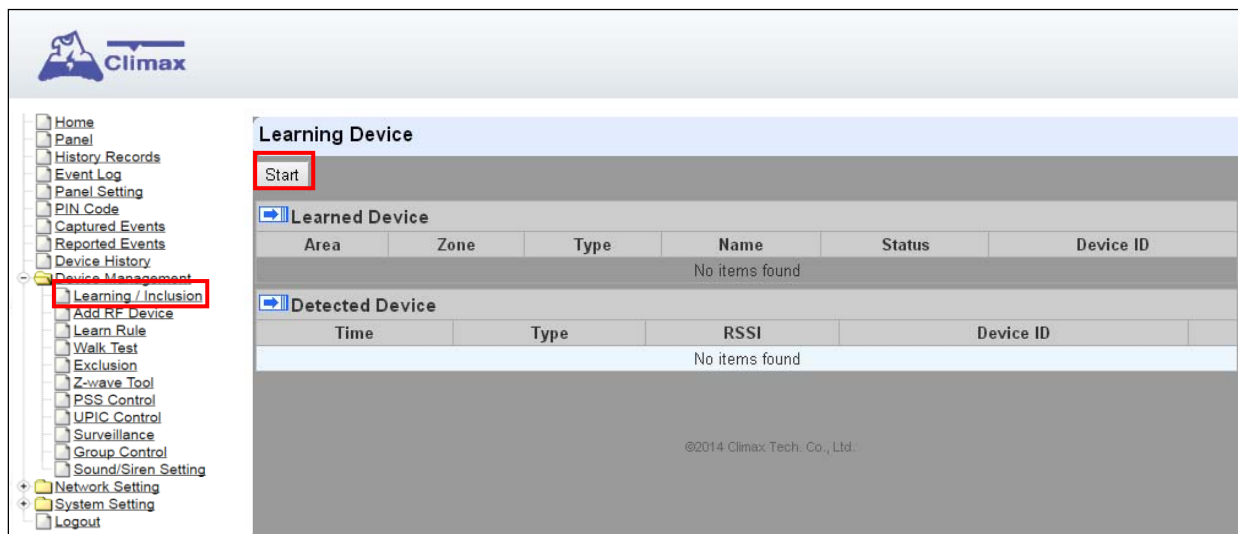 Climax
Home
Panel
History Records
Event Log
Panel Setting
PIN Code
Captured Events
Reported Events
Device History
Device Management
Learning / Inclusion
Add RF Device
Learn Rule
Walk Test
Exclusion
Z-wave Tool
PSS Control
UPIC Control
Surveillance
Group Control
Sound/Siren Setting
Network Setting
System Setting
Logout
Learning Device
Start
Learned Device
Area Zone Type Name Status Device ID
No items found
Detected Device
Time Type RSSI Device ID
No items found
©2014 Climax Tech. Co., Ltd.